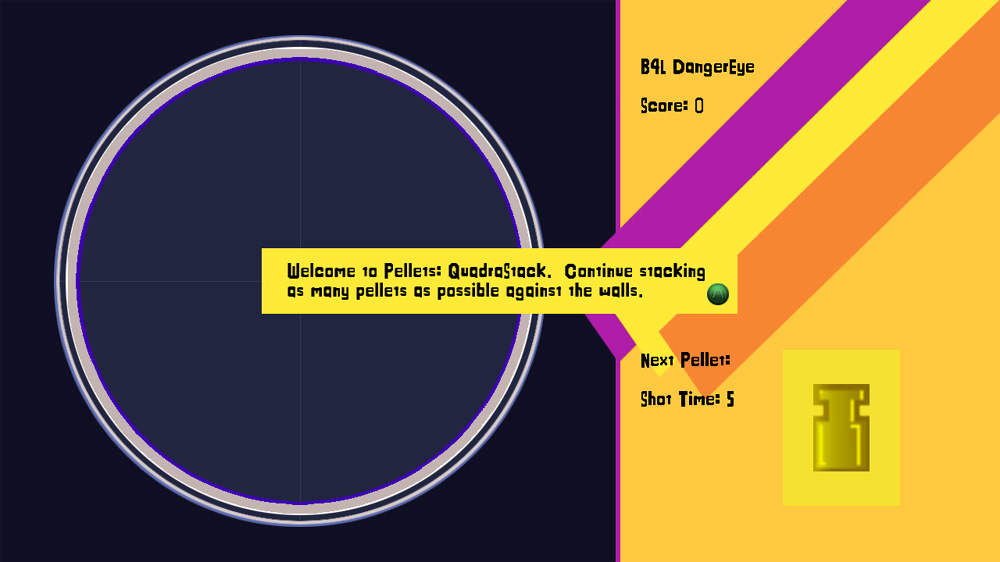 B4L DangerEye
Score: 0
Welcome to Pellets: QuadraStack. Continue stacking
as many pellets as possible against the walls.
A
Next Pellet:
Shot Time: 5